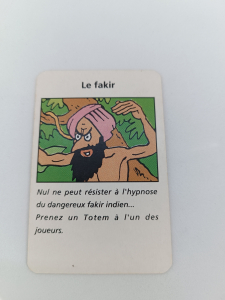 Le fakir
Nul ne peut résister à l'hypnose
du dangereux fakir indien...
Prenez un Totem à l'un des
joueurs.